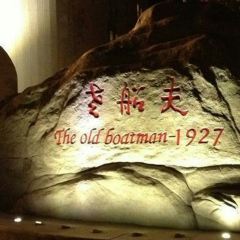 老船夫
The old boatman-1927